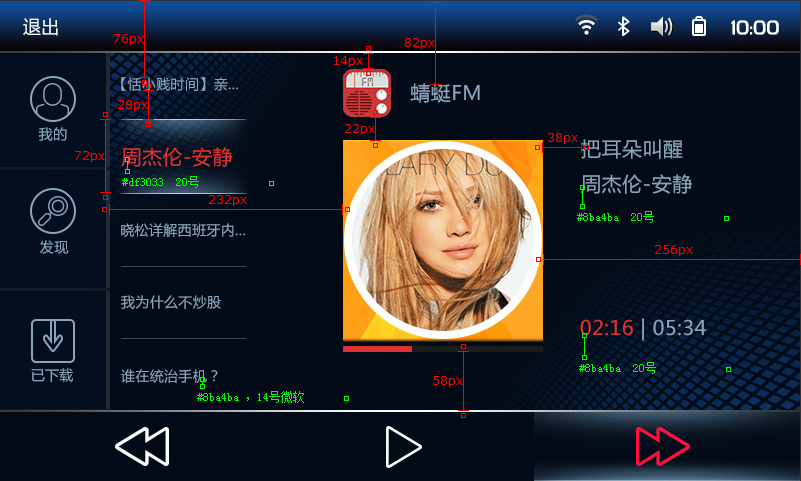 退出
10:00
76px
82px
14px
【恬小贱时间】亲...
28px
FM
蜻蜓FM
我的
22px
LARY DU
72px
周杰伦-安静
#df3033 20号
232px
38px
把耳朵叫醒
周杰伦-安静
#8ba4ba 20号
发现
晓松详解西班牙内...
256px
我为什么不炒股
02:16 | 05:34
#8ba4ba 20号
已下载
谁在统治手机？
58px
#8ba4ba ，14号微软